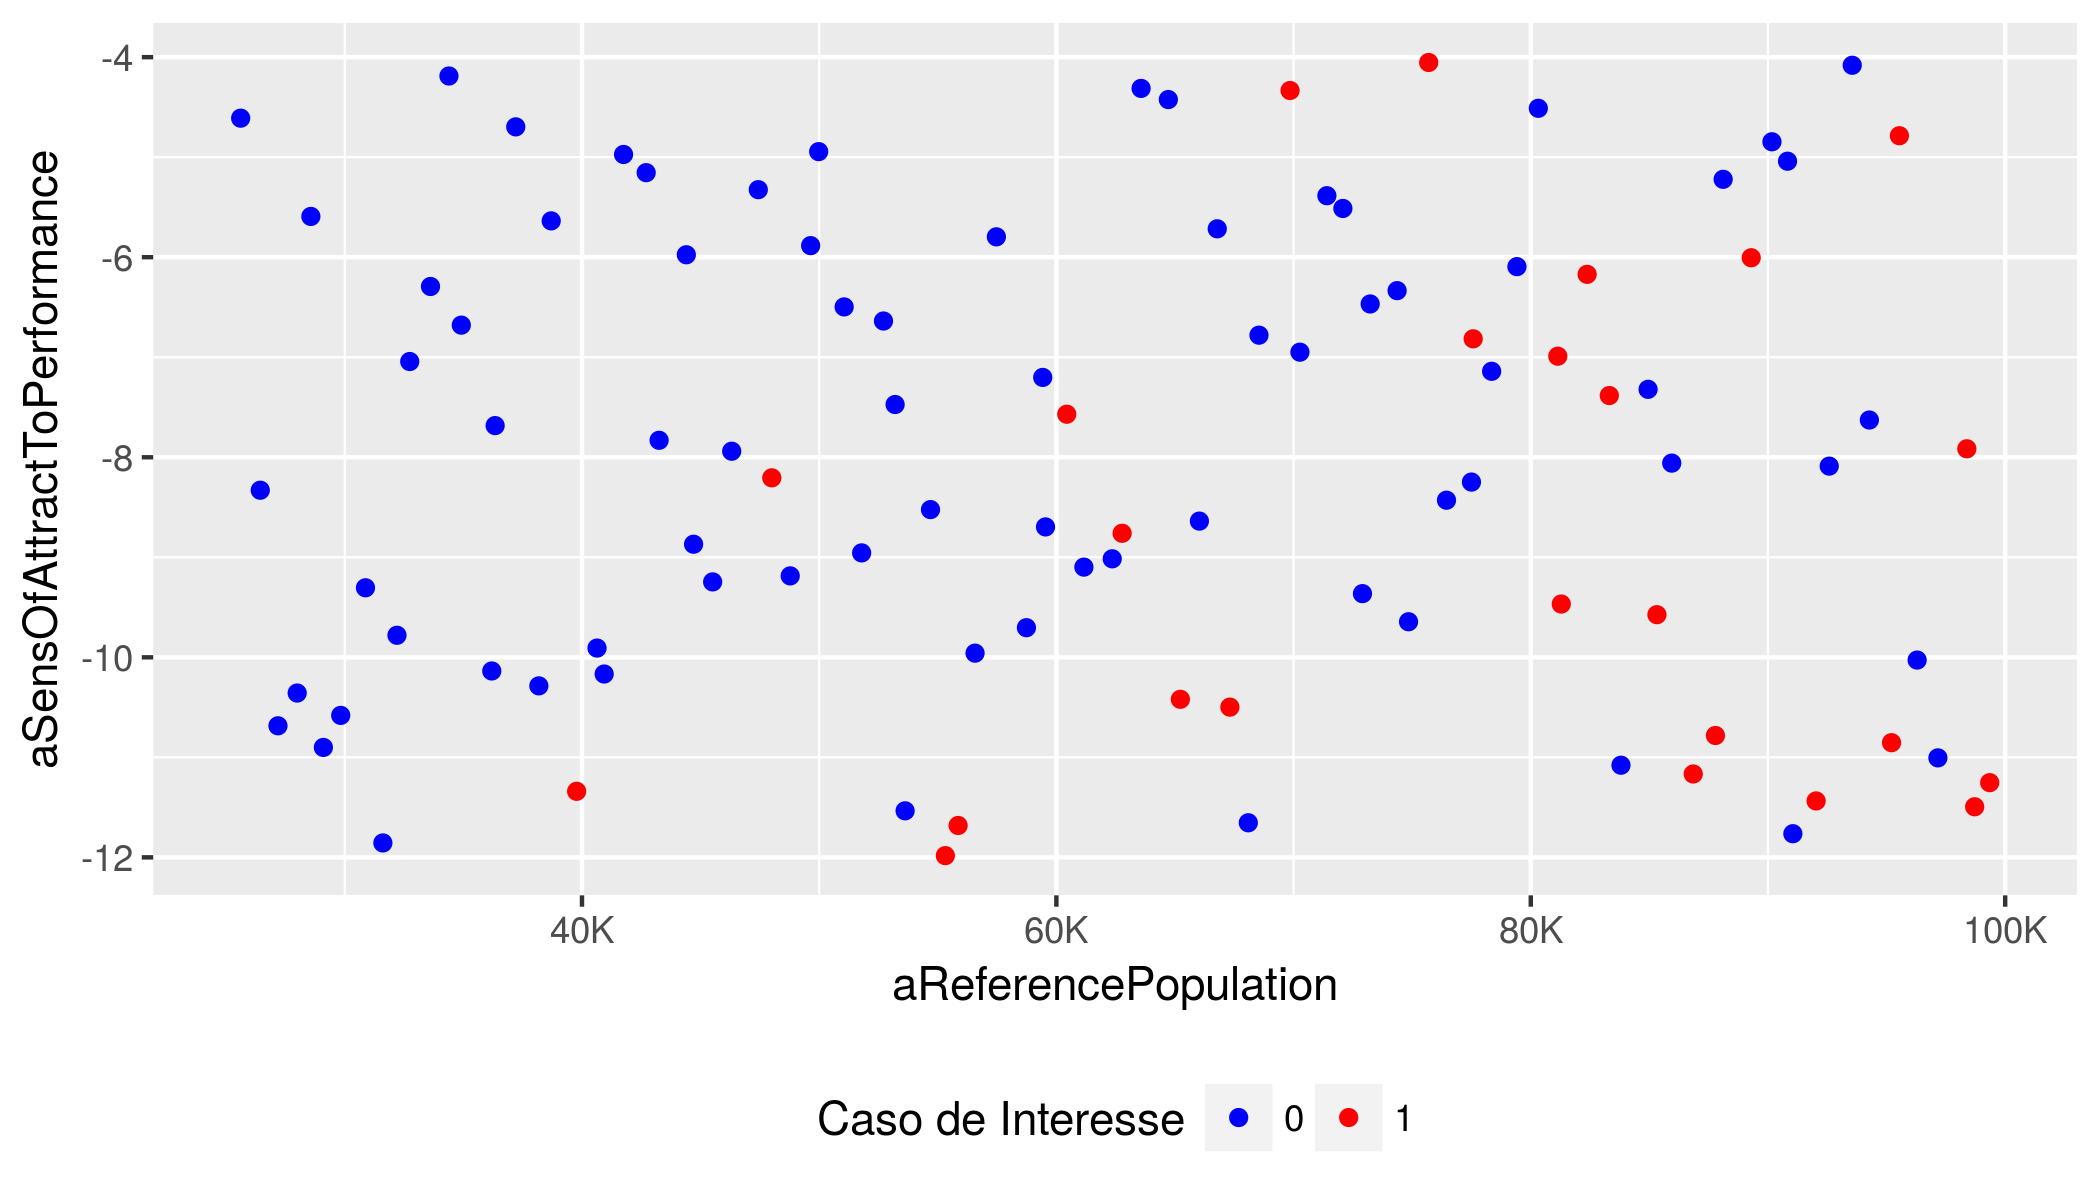 -4
-6
-8
-10
-12
aSensOfAttractToPerformance
40K 60K 80K 100K
aReferencePopulation
Caso de Interesse 0 1